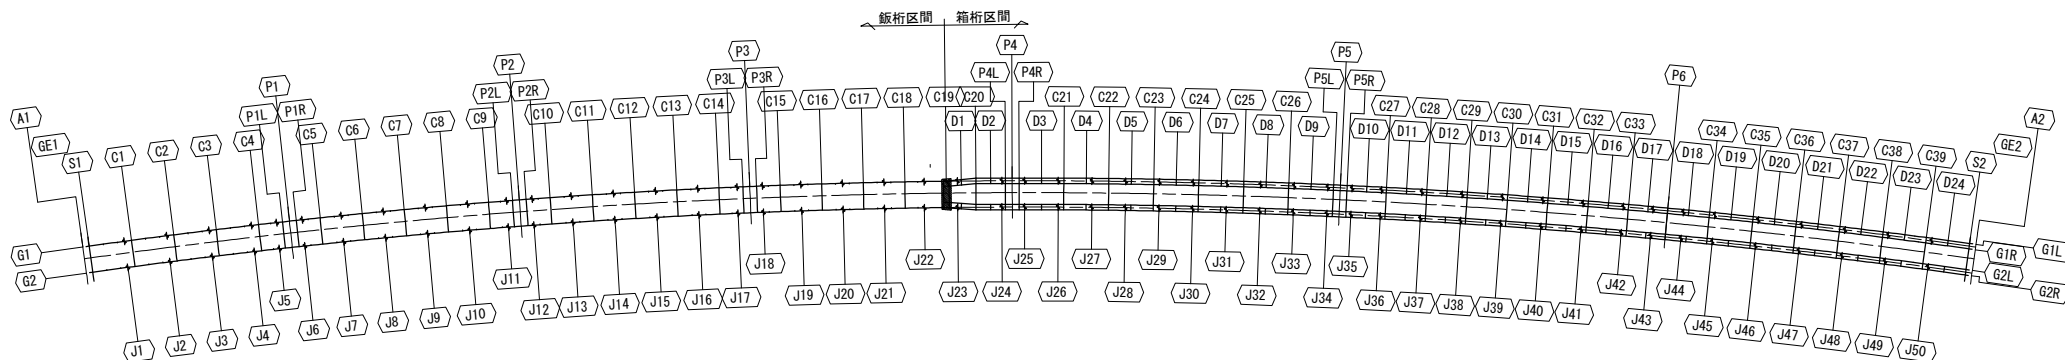 鈑桁区間 箱桁区間
P4
P3 P5
P2 P6
P1
P4L P4R
P3L P3R P5L P5R
P2L P2R
P1L P1R
A1 GE1 S1 C1 C2 C3 C4 C5 C6 C7 C8 C9 C10 C11 C12 C13 C14 C15 C16 C17 C18 C19 C20 C21 C22 C23 C24 C25 C26 C27 C28 C29 C30 C31 C32 C33 C34 C35 C36 C37 C38 C39 S2 GE2 A2
D1 D2 D3 D4 D5 D6 D7 D8 D9 D10 D11 D12 D13 D14 D15 D16 D17 D18 D19 D20 D21 D22 D23 D24
G1 G1R G1L
G2 G2L G2R
J1 J2 J3 J4 J5 J6 J7 J8 J9 J10 J11 J12 J13 J14 J15 J16 J17 J18 J19 J20 J21 J22 J23 J24 J25 J26 J27 J28 J29 J30 J31 J32 J33 J34 J35 J36 J37 J38 J39 J40 J41 J42 J43 J44 J45 J46 J47 J48 J49 J50